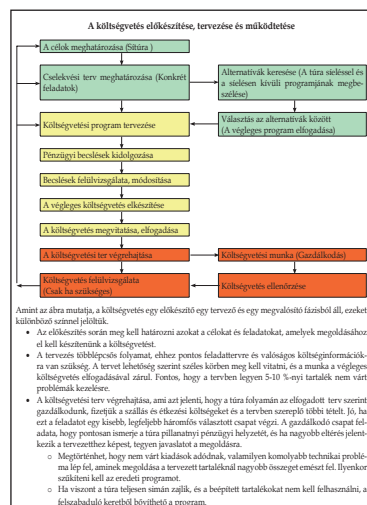 A költségvetés előkészítése, tervezése és működtetése
A célok meghatározása (Sítúra )
Cselekvési terv meghatározása (Konkrét
feladatok)
Alternatívák keresése (A túra síeléssel és
a síelésen kívüli programjának megbe-
szélése)
Költségvetési program tervezése
Választás az alternatívák között
(A végleges program elfogadása)
Pénzügyi becslések kidolgozása
Becslések felülvizsgálata, módosítása
A végleges költségvetés elkészítése
A költségvetés megvitatása, elfogadása
A költségvetési terv végrehajtása
Költségvetési munka (Gazdálkodás)
Költségvetés felülvizsgálata
(Csak ha szükséges)
Költségvetés ellenőrzése
Amint az ábra mutatja, a költségvetés egy előkészítő egy tervező és egy megvalósító fázisból áll, ezeket
különböző színnel jelöltük.
• Az előkészítés során meg kell határozni azokat a célokat és feladatokat, amelyek megoldásához
el kell készítenünk a költségvetést.
• A tervezés többlépcsős folyamat, ehhez pontos feladattervre és valóságos költséginformációk-
ra van szükség. A tervet lehetőség szerint széles körben meg kell vitatni, és a munka a végleges
költségvetés elfogadásával zárul. Fontos, hogy a tervben legyen 5-10 %-nyi tartalék nem várt
problémák kezelésre.
• A költségvetési terv végrehajtása, ami azt jelenti, hogy a túra folyamán az elfogadott terv szerint
gazdálkodunk, fizetjük a szállás és étkezési költségeket és a tervben szereplő többi tételt. Jó, ha
ezt a feladatot egy kisebb, legfeljebb háromfős választott csapat végzi. A gazdálkodó csapat fel-
adata, hogy pontosan ismerje a túra pillanatnyi pénzügyi helyzetét, és ha nagyobb eltérés jelent-
kezik a tervezetthez képest, tegyen javaslatot a megoldásra.
o Megtörténhet, hogy nem várt kiadások adódnak, valamilyen komolyabb technikai problé-
ma lép fel, aminek megoldása a tervezett tartaléknál nagyobb összeget emészt fel. Ilyenkor
szűkíteni kell az eredeti programot.
o Ha viszont a túra teljesen simán zajlik, és a beépített tartalékokat nem kell felhasználni, a
felszabaduló keretből bővíthető a program.